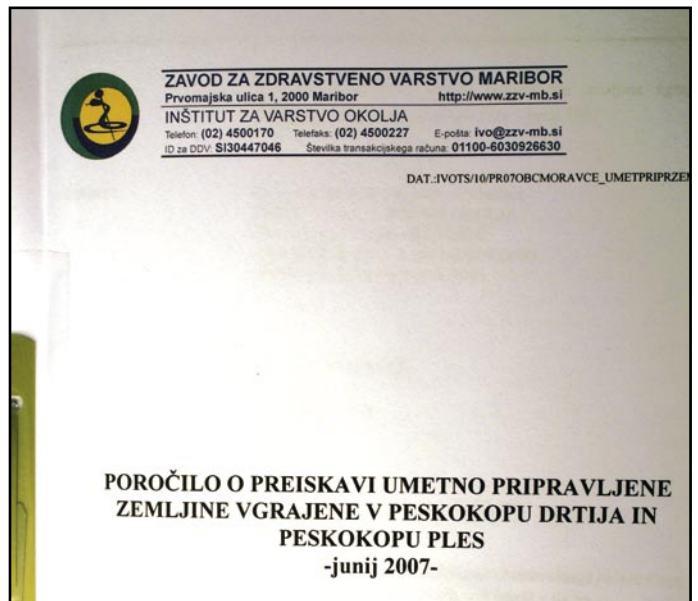 ZAVOD ZA ZDRAVSTVENO VARSTVO MARIBOR
Prvomajska ulica 1, 2000 Maribor http://www.zzv-mb.si
INŠTITUT ZA VARSTVO OKOLJA
Telefon: (02) 4500170 Telefaks: (02) 4500227 E-pošta: ivo@zzv-mb.si
ID za DDV: SI30447046 Številka transakcijskega računa: 01100-6030926630
DAT.:IVOTS/10/PR07OBCMORAVCE_UMETPRIPRZEM
POROČILO O PREISKAVI UMETNO PRIPRAVLJENE
ZEMLJINE VGRAJENE V PESKOKOPU DRTIJA IN
PESKOKOPU PLES
-junij 2007-